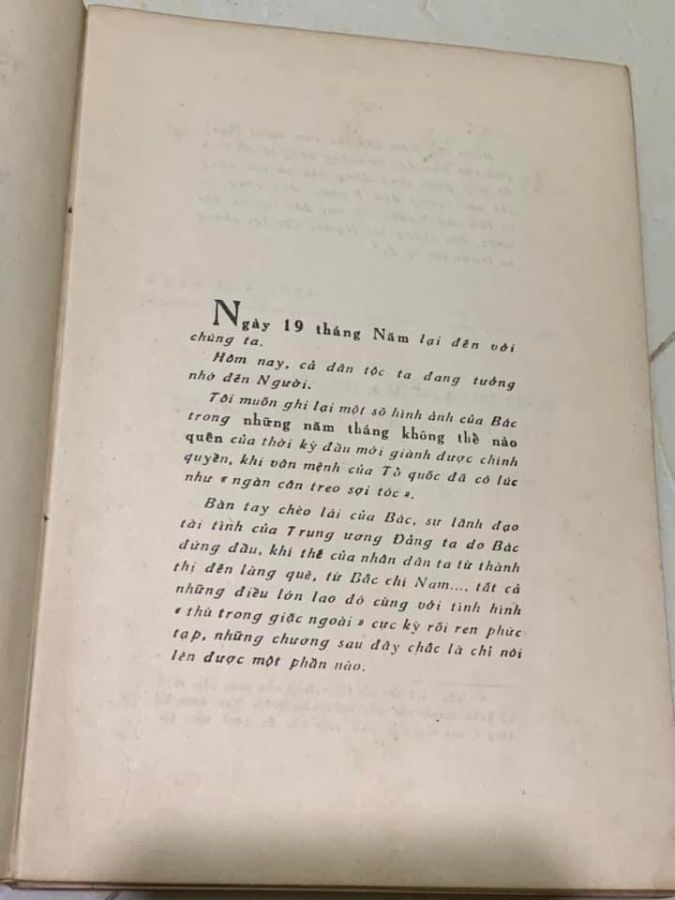 Ngày 19 tháng Năm lại đến với
chúng ta.
Hôm nay, cả dân tộc ta đang tưởng
nhớ đến Người.
Tôi muốn ghi lại một số hình ảnh của Bác
trong những năm tháng không thể nào
quên của thời kỳ đầu mới giành được chính
quyền, khi vận mệnh của Tổ quốc đã có lúc
như « ngàn cân treo sợi tóc ».
Bàn tay chèo lái của Bác, sự lãnh đạo
tài tình của Trung ương Đảng ta do Bác
đứng đầu, khí thế của nhân dân ta từ thành
thị đến làng quê, từ Bắc chí Nam..., tất cả
những điều lớn lao đó cùng với tình hình
« thù trong giặc ngoài » cực kỳ rối ren phức
tạp, những chương sau đây chắc là chỉ nói
lên được một phần nào.